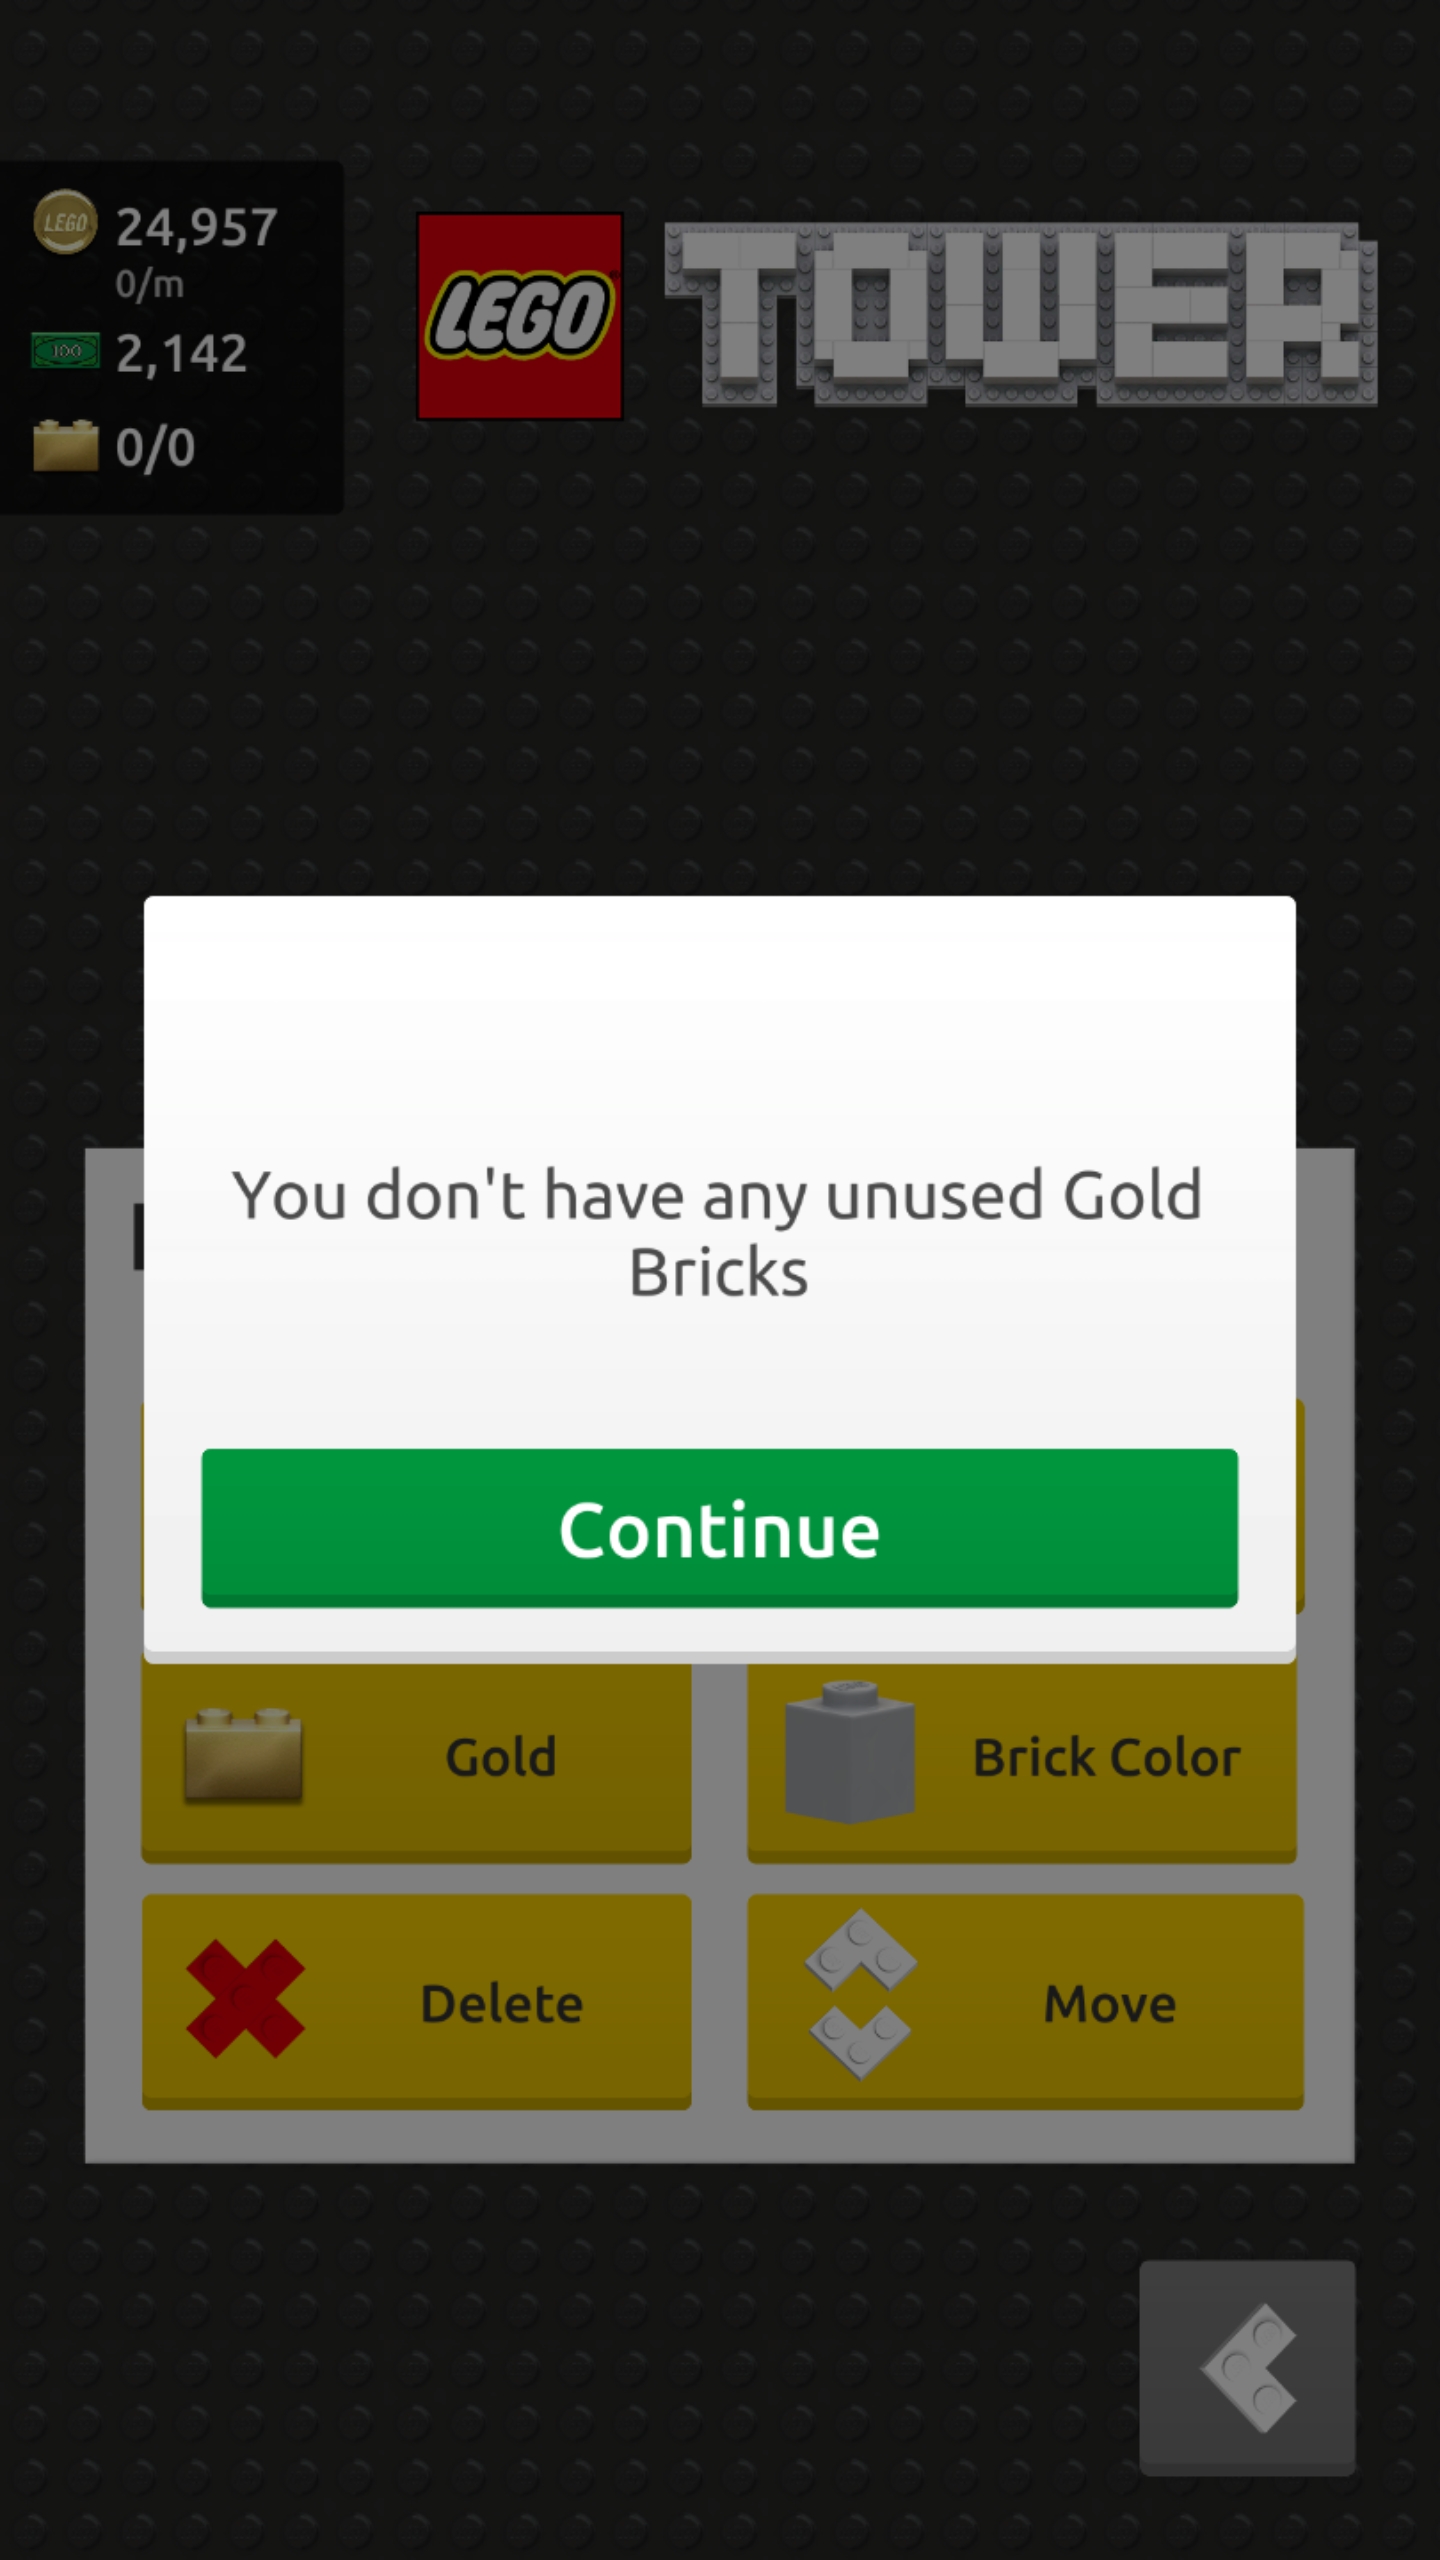 LEGO
24,957
0/m
LEGO TOWER
100
2,142
0/0
You don't have any unused Gold
Bricks
Continue
Gold
Brick Color
Delete
Move